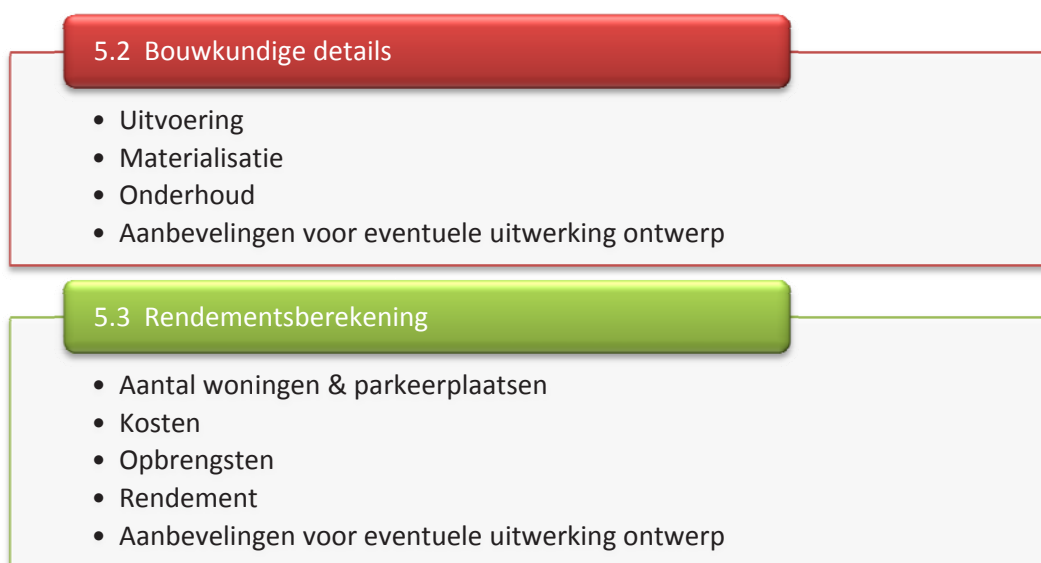 5.2 Bouwkundige details
• Uitvoering
• Materialisatie
• Onderhoud
• Aanbevelingen voor eventuele uitwerking ontwerp
5.3 Rendementsberekening
• Aantal woningen & parkeerplaatsen
• Kosten
• Opbrengsten
• Rendement
• Aanbevelingen voor eventuele uitwerking ontwerp